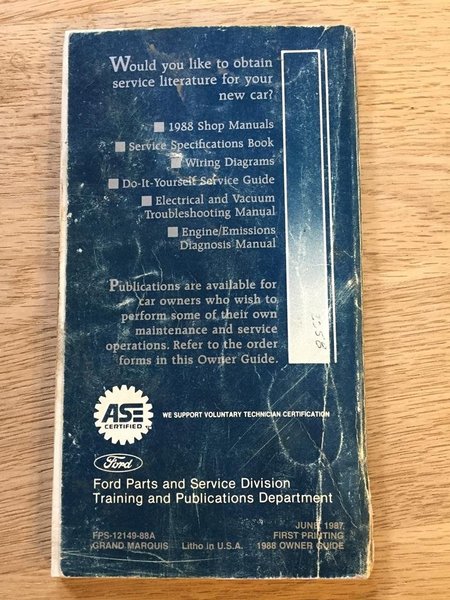 Would you like to obtain
service literature for your
new car?
1988 Shop Manuals
Service Specifications Book
Wiring Diagrams
Do-It-Yourself Service Guide
Electrical and Vacuum
Troubleshooting Manual
Engine/Emissions
Diagnosis Manual
Publications are available for
car owners who wish to
perform some of their own
maintenance and service
operations. Refer to the order
forms in this Owner Guide.
ASE
CERTIFIED
WE SUPPORT VOLUNTARY TECHNICIAN CERTIFICATION
Ford
Ford Parts and Service Division
Training and Publications Department
JUNE 1987
FPS-12149-88A FIRST PRINTING
GRAND MARQUIS Litho in U.S.A. 1988 OWNER GUIDE